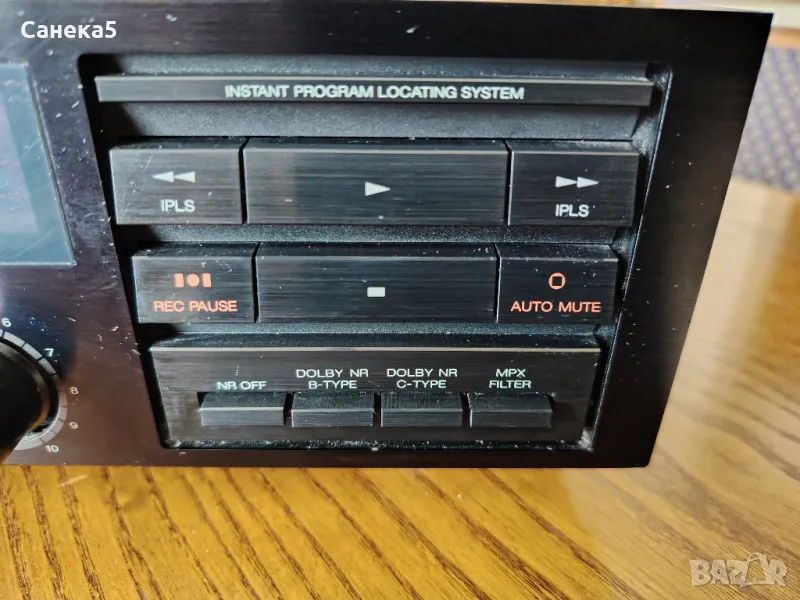 Санека5
INSTANT PROGRAM LOCATING SYSTEM
IPLS
IPLS
REC PAUSE
AUTO MUTE
NR OFF
DOLBY NR
B-TYPE
DOLBY NR
C-TYPE
MPX
FILTER
6
7
8
9
10
BAZAR